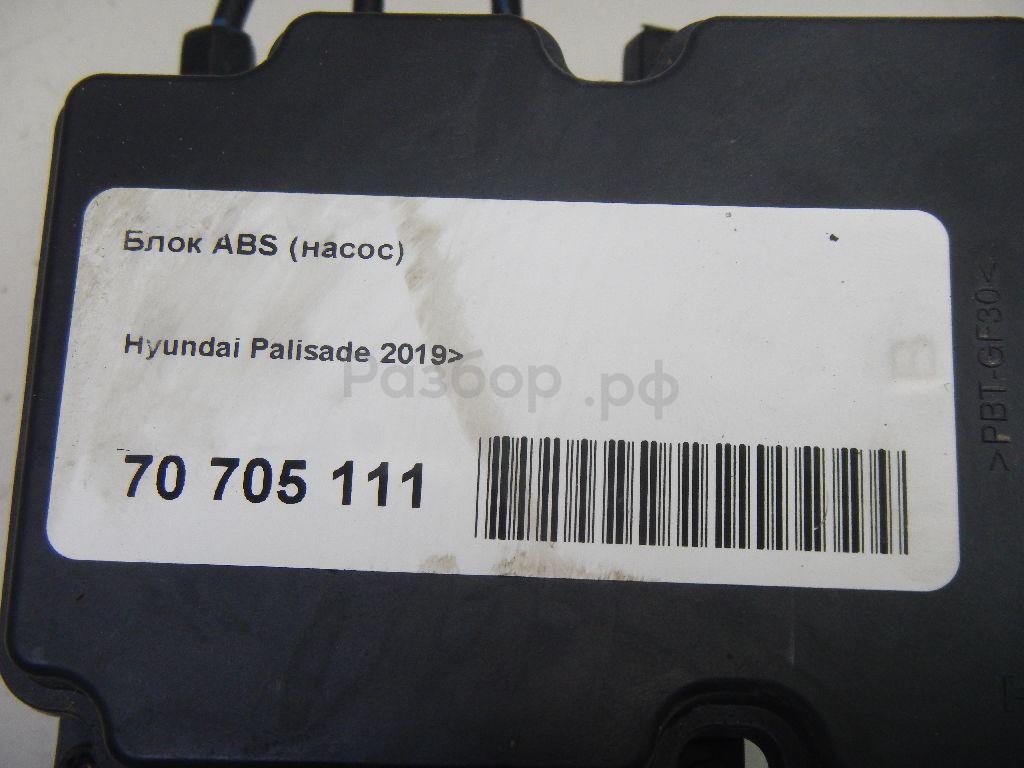 Блок ABS (насос)
Hyundai Palisade 2019>
Разбор.рф
70 705 111
B
>PBT-GF30<